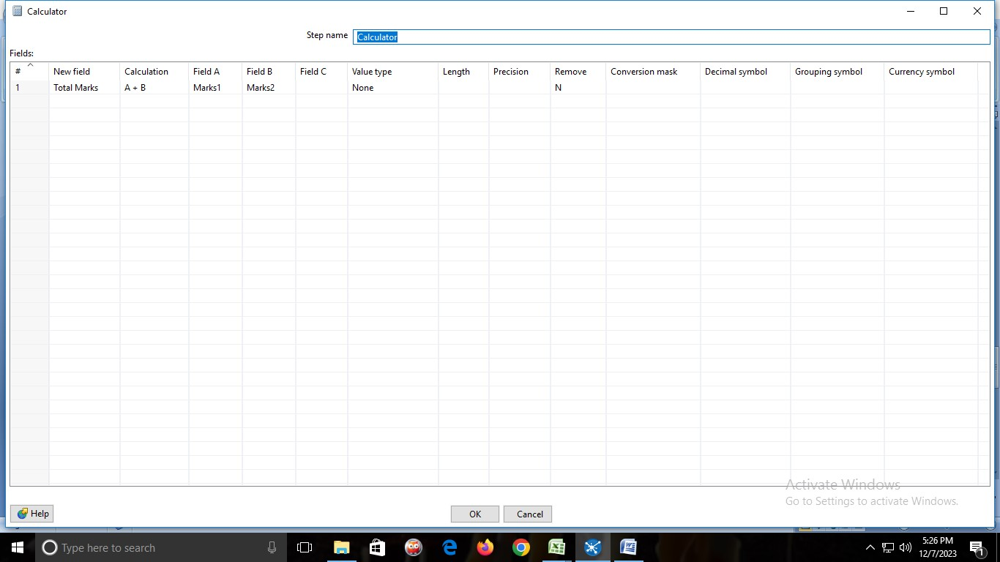 Calculator
Step name Calculator
Fields:
# New field Calculation Field A Field B Field C Value type Length Precision Remove Conversion mask Decimal symbol Grouping symbol Currency symbol
1 Total Marks A + B Marks1 Marks2 None N
Activate Windows
Go to Settings to activate Windows.
Help OK Cancel
Type here to search
5:26 PM
12/7/2023
1